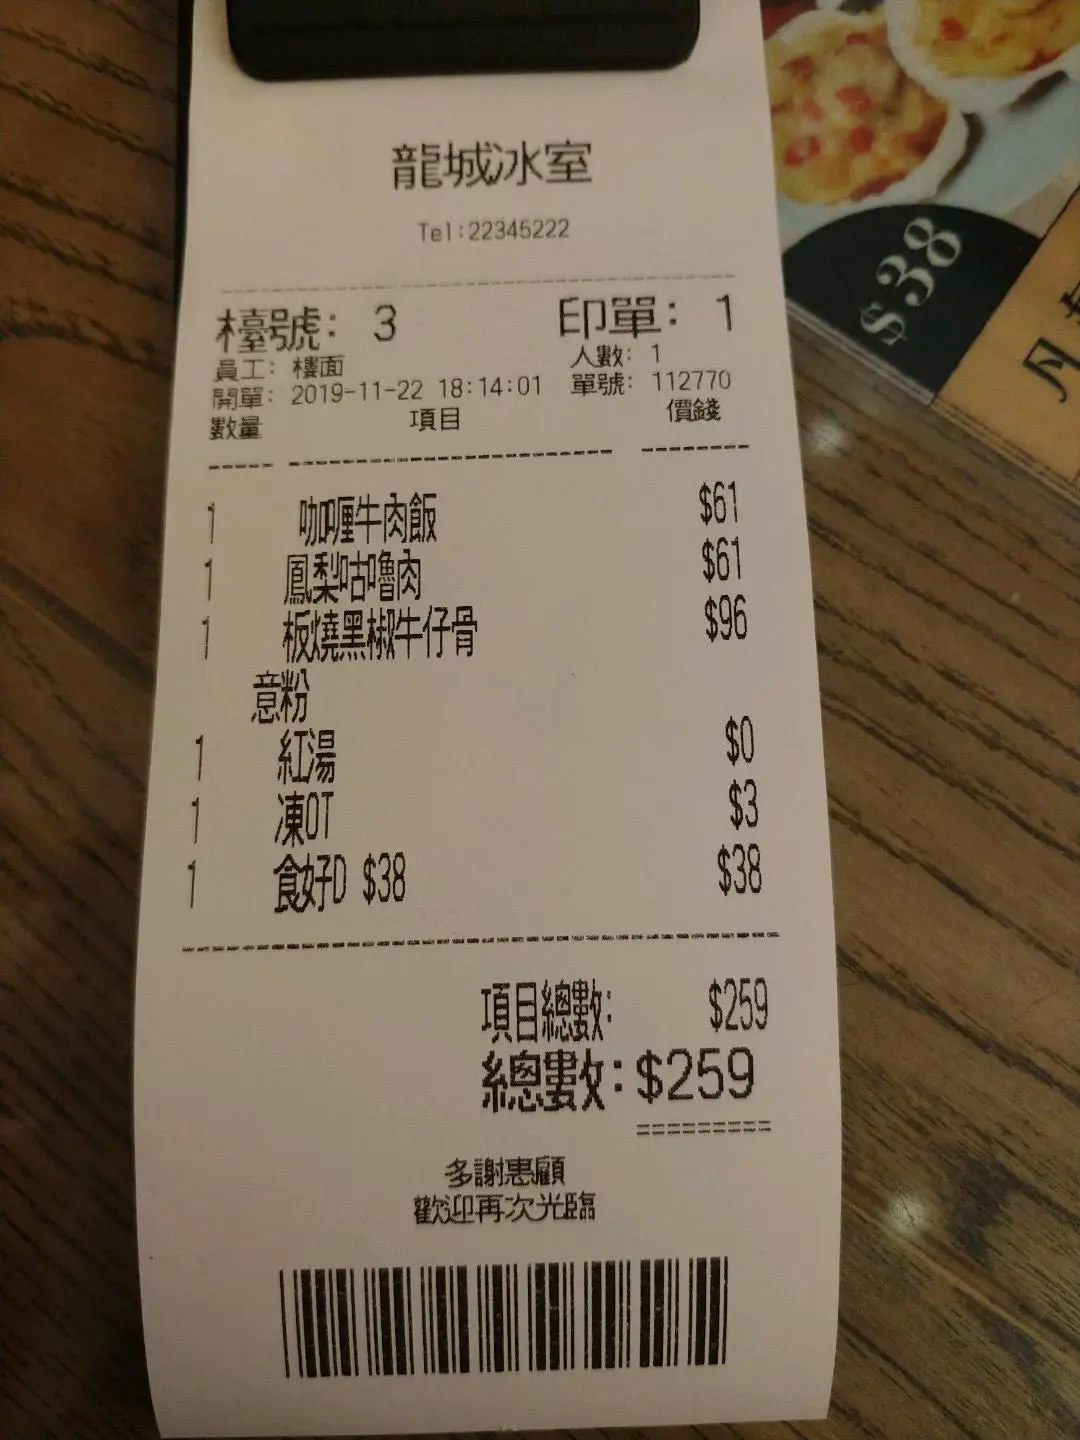 龍城冰室
Tel:22345222
檯號: 3 印單: 1
員工: 樓面 人數: 1
開單: 2019-11-22 18:14:01 單號: 112770
數量 項目 價錢
1 咖喱牛肉飯 $61
1 鳳梨咕嚕肉 $61
1 板燒黑椒牛仔骨 $96
意粉
1 紅湯 $0
1 凍OT $3
1 食好D $38 $38
項目總數: $259
總數: $259
多謝惠顧
歡迎再次光臨
$38